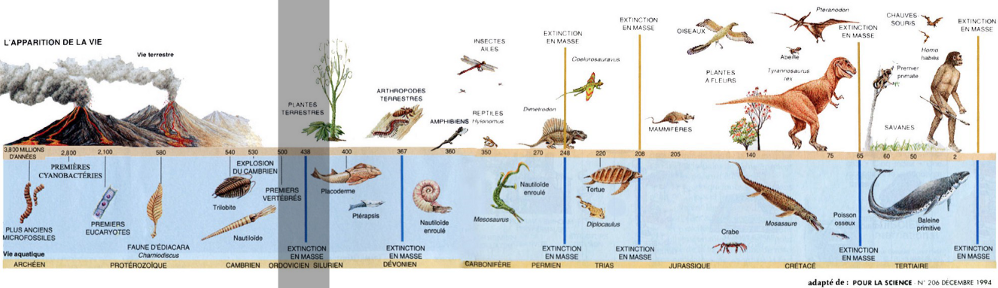 L'APPARITION DE LA VIE
Vie terrestre
PLANTES
TERRESTRES
ARTHROPODES
TERRESTRES
INSECTES
AILES
AMPHIBIENS
REPTILES
Hylonomus
EXTINCTION
EN MASSE
Coelurosauravus
Dimetrodon
EXTINCTION
EN MASSE
MAMMIFERES
OISEAUX
PLANTES
A FLEURS
Pteranodon
Abeille
Tyrannosaurus
rex
EXTINCTION
EN MASSE
CHAUVES
SOURIS
Premier
primate
Homo
habilis
SAVANES
EXTINCTION
EN MASSE
3,800 MILLIONS
D'ANNÉES
2,800
2,100
580
540
530
500
438
400
367
360
350
270
248
220
208
205
140
75
65
60
50
2
PREMIÈRES
CYANOBACTÉRIES
PLUS ANCIENS
MICROFOSSILES
PREMIERS
EUCARYOTES
FAUNE D'ÉDIACARA
Charniodiscus
EXPLOSION
DU CAMBRIEN
Trilobite
Nautiloïde
PREMIERS
VERTÉBRÉS
EXTINCTION
EN MASSE
Placoderme
Ptérapsis
EXTINCTION
EN MASSE
Nautiloïde
enroulé
Mesosaurus
Nautiloïde
enroulé
EXTINCTION
EN MASSE
Tortue
Diplocaulus
EXTINCTION
EN MASSE
Crabe
Mosasaure
Poisson
osseux
EXTINCTION
EN MASSE
Baleine
primitive
EXTINCTION
EN MASSE
Vie aquatique
ARCHÉEN
PROTÉROZOÏQUE
CAMBRIEN
ORDOVICIEN
SILURIEN
DÉVONIEN
CARBONIFÈRE
PERMIEN
TRIAS
JURASSIQUE
CRÉTACÉ
TERTIAIRE
adapté de : POUR LA SCIENCE - N° 206 DÉCEMBRE 1994